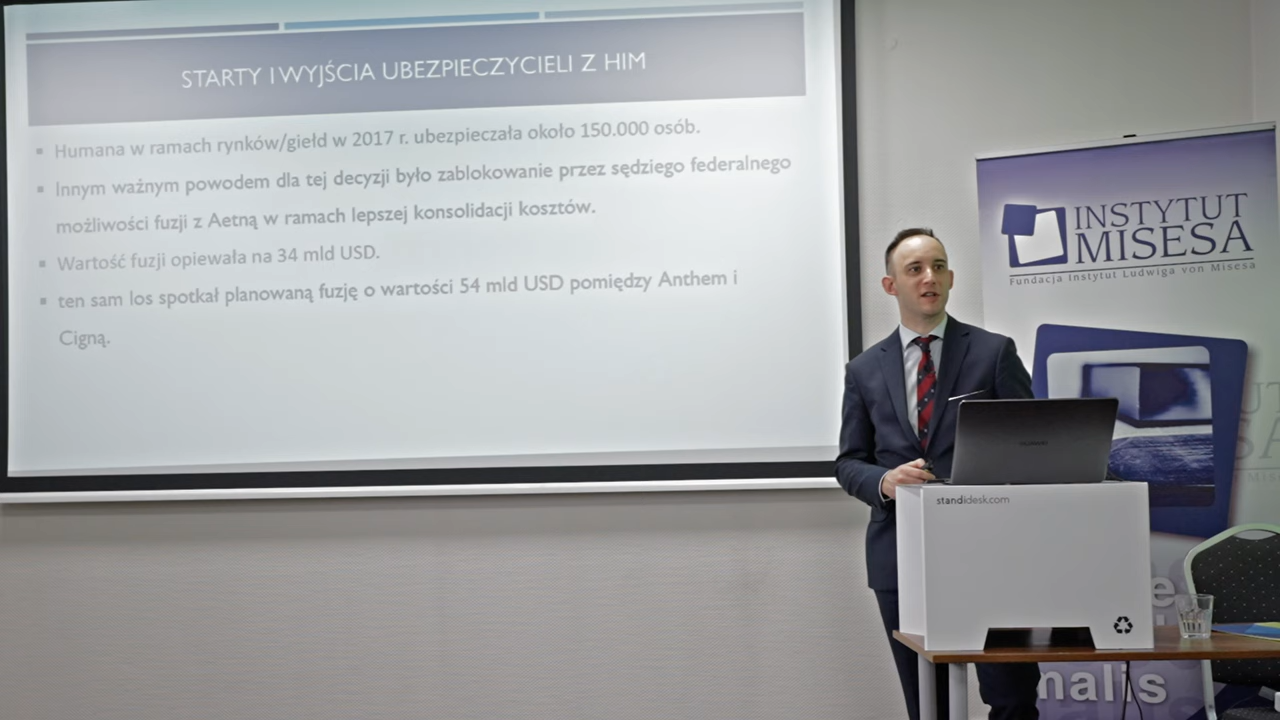 STARTY I WYJŚCIA UBEZPIECZYCIELI Z HIM
▪ Humana w ramach rynków/giełd w 2017 r. ubezpieczała około 150.000 osób.
▪ Innym ważnym powodem dla tej decyzji było zablokowanie przez sędziego federalnego
możliwości fuzji z Aetną w ramach lepszej konsolidacji kosztów.
▪ Wartość fuzji opiewała na 34 mld USD.
▪ ten sam los spotkał planowaną fuzję o wartości 54 mld USD pomiędzy Anthem i
Cigną.
INSTYTUT
MISESA
Fundacja Instytut Ludwiga von Misesa
standidesk.com
nalis